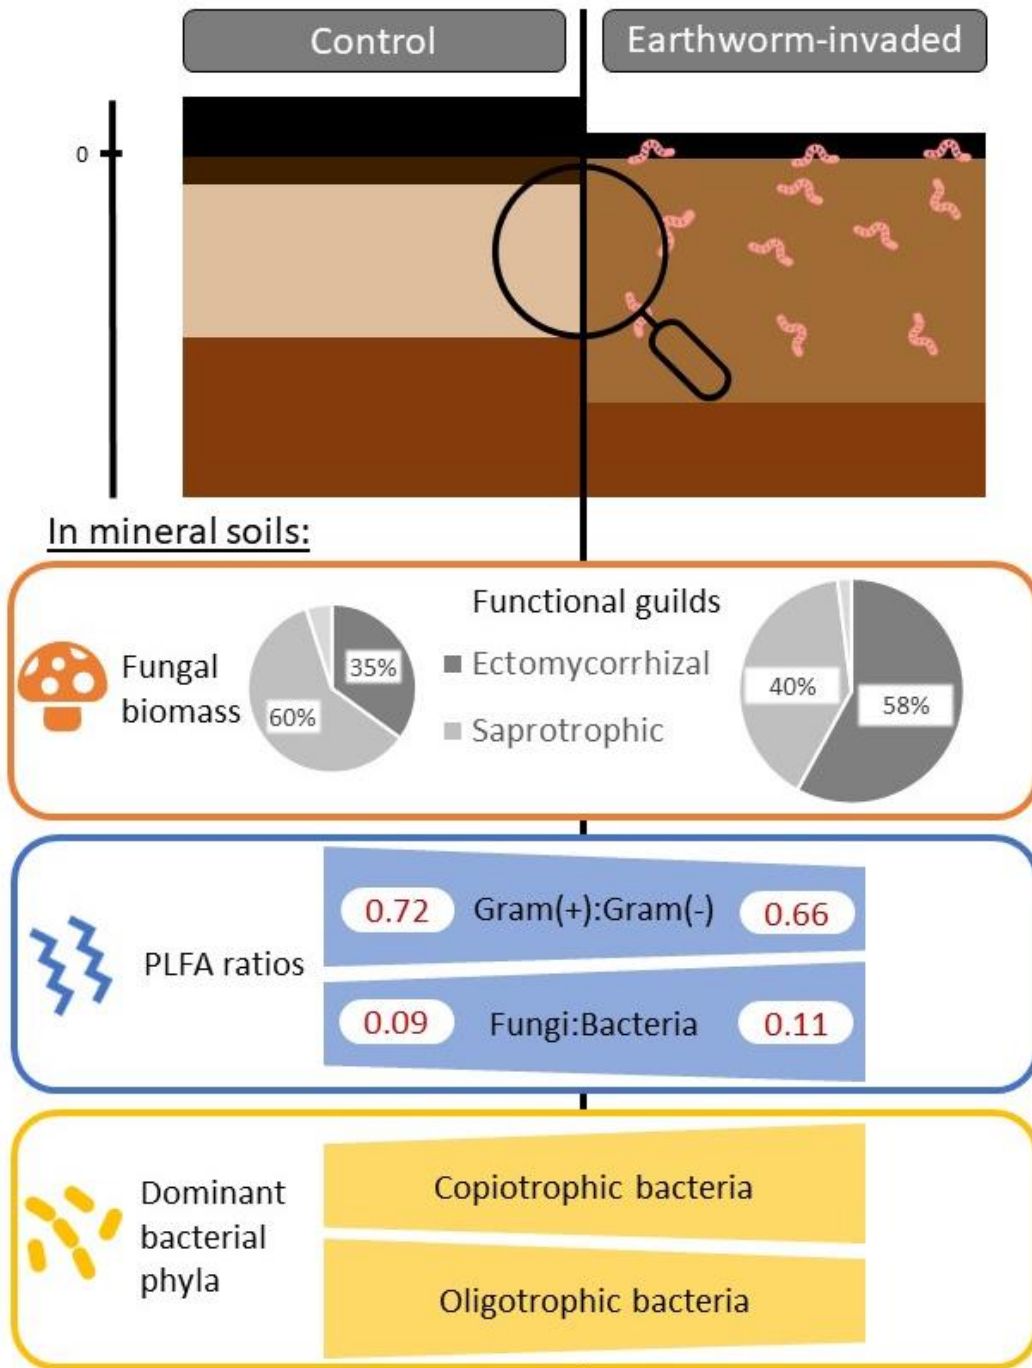 Control
Earthworm-invaded
0
In mineral soils:
Fungal
biomass
35%
60%
Functional guilds
Ectomycorrhizal
Saprotrophic
40%
58%
PLFA ratios
0.72
Gram(+):Gram(-)
0.66
0.09
Fungi:Bacteria
0.11
Dominant
bacterial
phyla
Copiotrophic bacteria
Oligotrophic bacteria